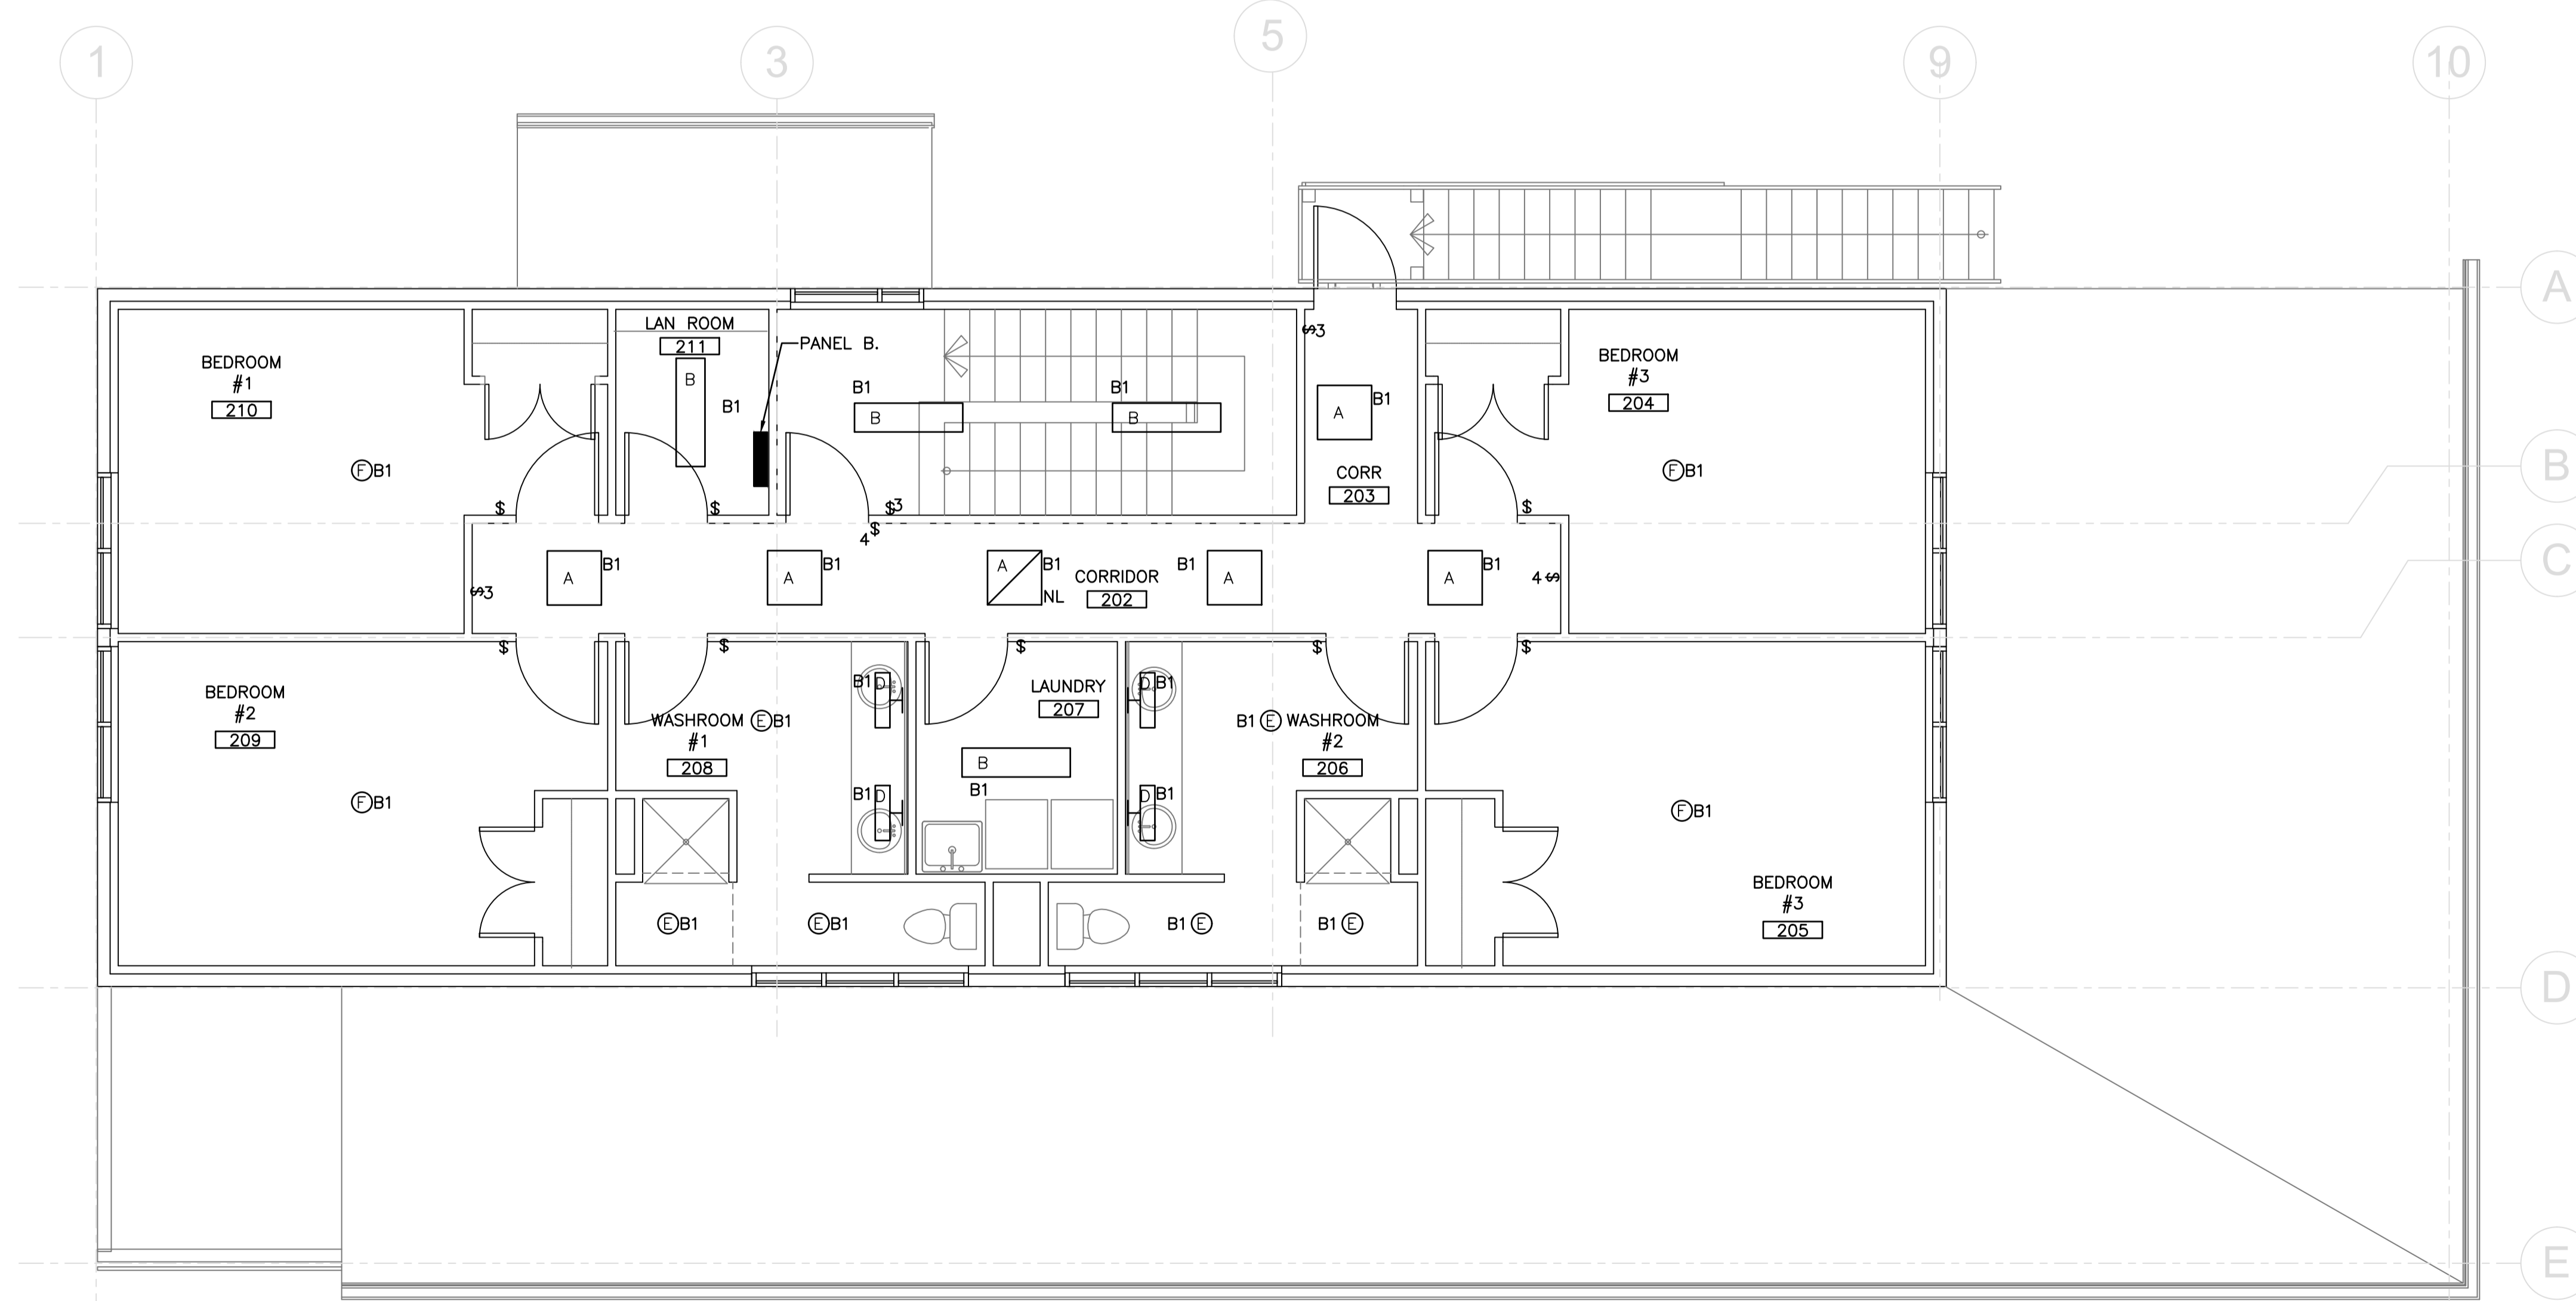 1
3
5
9
10
A
B
C
D
E
LAN ROOM
211
PANEL B.
$3
BEDROOM
#1
210
B
B1
B1
B
B1
B
A
B1
BEDROOM
#3
204
F B1
CORR
203
F B1
$
$
$3
$
4
$
A
B1
A
B1
A
B1
NL
CORRIDOR
202
B1
A
A
B1
4 $
$3
$
$
$
$
$
BEDROOM
#2
209
WASHROOM
#1
208
E B1
B1 D
LAUNDRY
207
D B1
B1 E
WASHROOM
#2
206
B
B1
B1 D
D B1
F B1
F B1
BEDROOM
#3
205
E B1
E B1
B1 E
B1 E